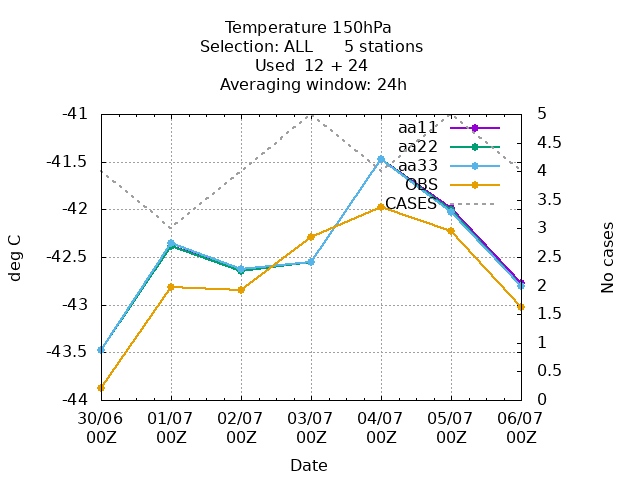 Temperature 150hPa
Selection: ALL      5 stations
Used  12 + 24
Averaging window: 24h
-41
-41.5
-42
-42.5
-43
-43.5
-44
deg C
5
4.5
4
3.5
3
2.5
2
1.5
1
0.5
0
No cases
aa11
aa22
aa33
OBS
CASES
30/06 01/07 02/07 03/07 04/07 05/07 06/07
00Z 00Z 00Z 00Z 00Z 00Z 00Z
Date